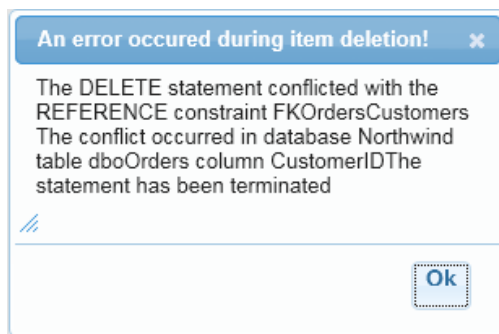 An error occured during item deletion!
The DELETE statement conflicted with the
REFERENCE constraint FKOrdersCustomers
The conflict occurred in database Northwind
table dboOrders column CustomerIDThe
statement has been terminated
Ok